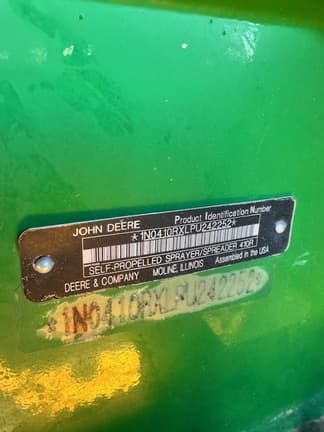 JOHN DEERE Product Identification Number
*1N0410RXLPU242252*
SELF-PROPELLED SPRAYER/SPREADER 410R
DEERE & COMPANY MOLINE, ILLINOIS Assembled in the USA
*1N0410RXLPU242252*